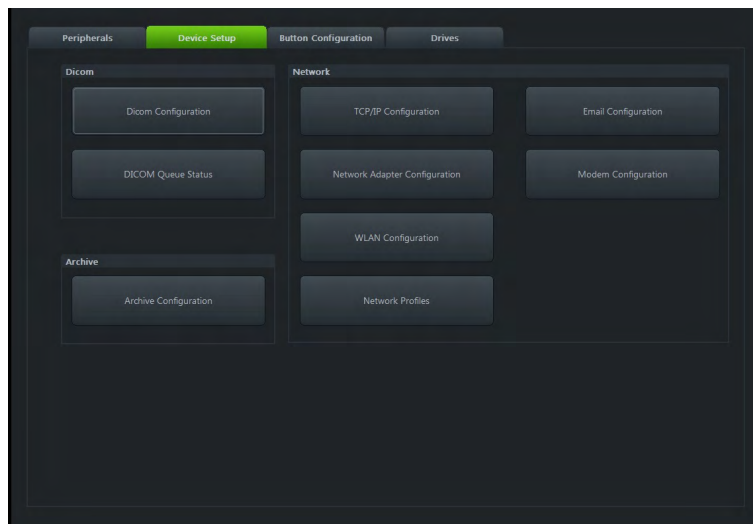 Peripherals
Device Setup
Button Configuration
Drives
Dicom
Dicom Configuration
DICOM Queue Status
Archive
Archive Configuration
Network
TCP/IP Configuration
Email Configuration
Network Adapter Configuration
Modem Configuration
WLAN Configuration
Network Profiles